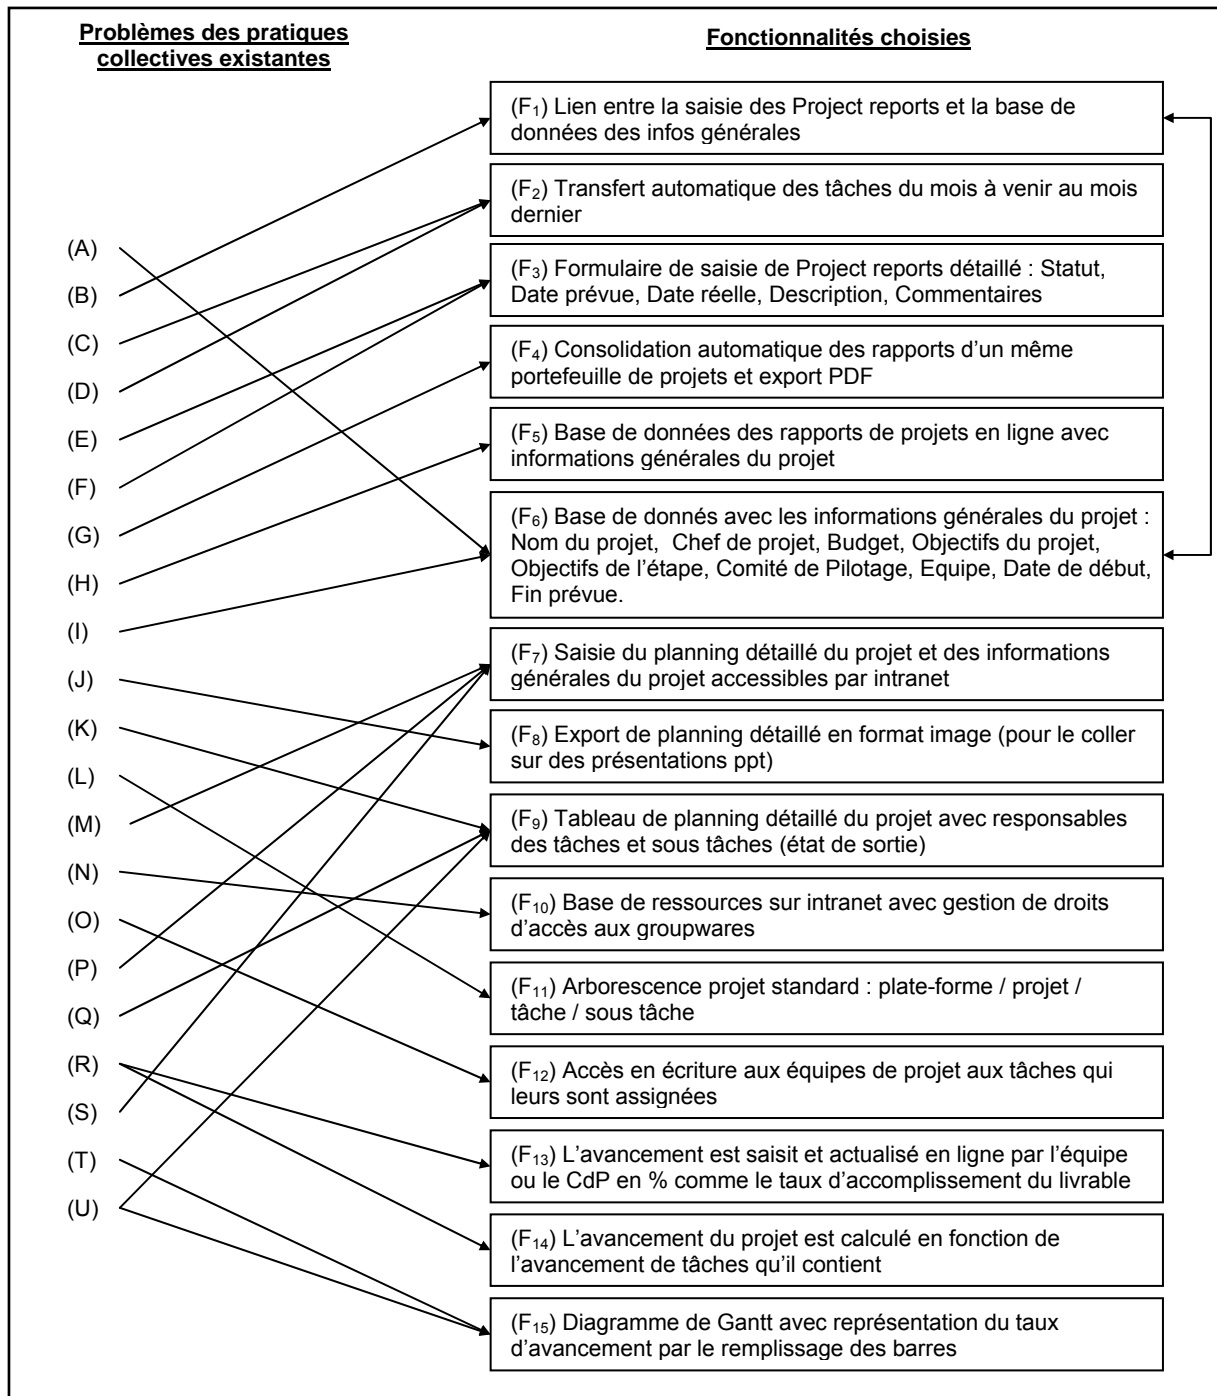 Problèmes des pratiques
collectives existantes
Fonctionnalités choisies
(A)
(B)
(C)
(D)
(E)
(F)
(G)
(H)
(I)
(J)
(K)
(L)
(M)
(N)
(O)
(P)
(Q)
(R)
(S)
(T)
(U)
(F1) Lien entre la saisie des Project reports et la base de
données des infos générales
(F2) Transfert automatique des tâches du mois à venir au mois
dernier
(F3) Formulaire de saisie de Project reports détaillé : Statut,
Date prévue, Date réelle, Description, Commentaires
(F4) Consolidation automatique des rapports d'un même
portefeuille de projets et export PDF
(F5) Base de données des rapports de projets en ligne avec
informations générales du projet
(F6) Base de donnés avec les informations générales du projet :
Nom du projet, Chef de projet, Budget, Objectifs du projet,
Objectifs de l'étape, Comité de Pilotage, Equipe, Date de début,
Fin prévue.
(F7) Saisie du planning détaillé du projet et des informations
générales du projet accessibles par intranet
(F8) Export de planning détaillé en format image (pour le coller
sur des présentations ppt)
(F9) Tableau de planning détaillé du projet avec responsables
des tâches et sous tâches (état de sortie)
(F10) Base de ressources sur intranet avec gestion de droits
d'accès aux groupwares
(F11) Arborescence projet standard : plate-forme / projet /
tâche / sous tâche
(F12) Accès en écriture aux équipes de projet aux tâches qui
leurs sont assignées
(F13) L'avancement est saisit et actualisé en ligne par l'équipe
ou le CdP en % comme le taux d'accomplissement du livrable
(F14) L'avancement du projet est calculé en fonction de
l'avancement de tâches qu'il contient
(F15) Diagramme de Gantt avec représentation du taux
d'avancement par le remplissage des barres